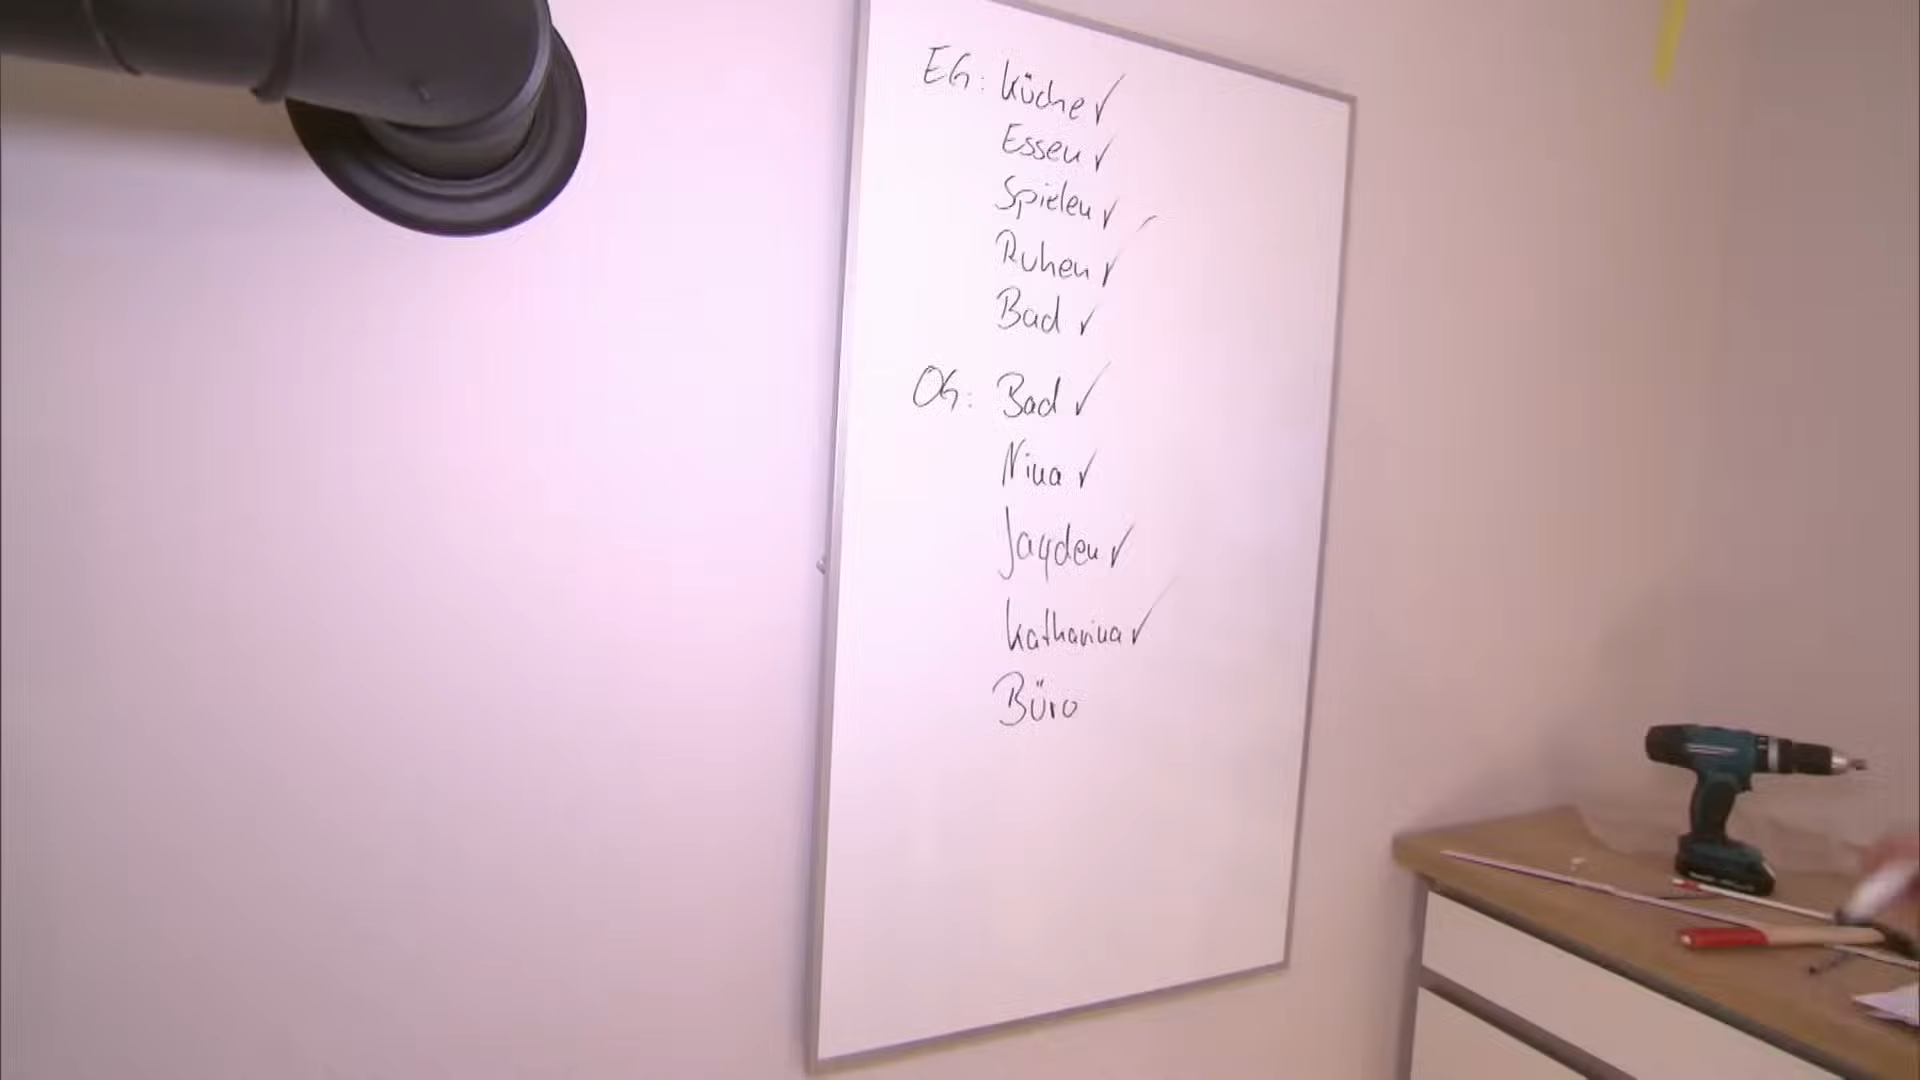 EG: Küche ✓
Essen ✓
Spielen ✓
Ruhen ✓
Bad ✓
OG: Bad ✓
Nina ✓
Jayden ✓
Katharina ✓
Büro